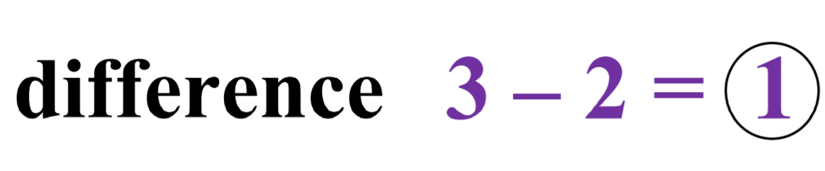 difference 3 – 2 = 1